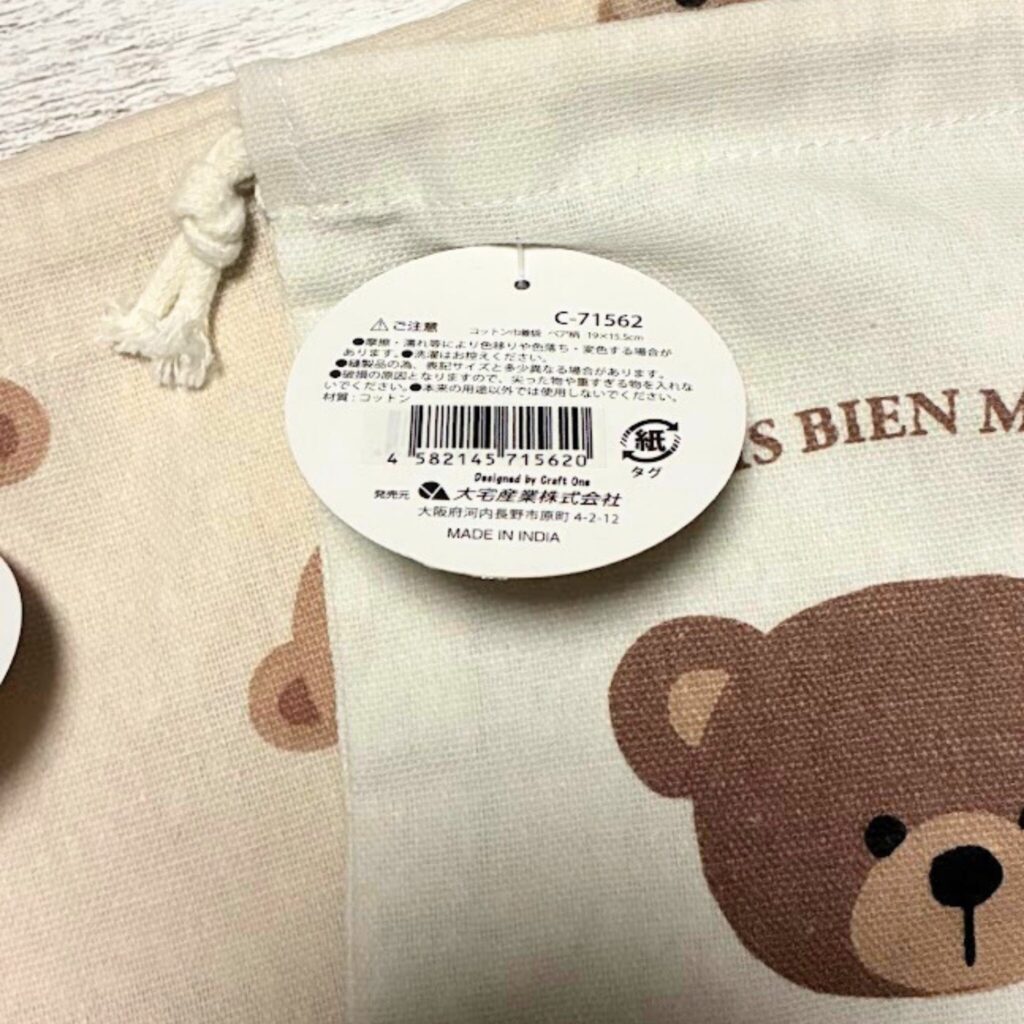 C-71562
⚠ご注意
コットン巾着袋 ベア柄 19×15.5cm
●摩擦・濡れ等により色移りや色落ち・変色する場合が
あります。●洗濯はお控えください。
●縫製品の為、表記サイズと多少異なる場合があります。
●破損の原因となりますので、尖った物や重すぎる物を入れな
いでください。●本来の用途以外では使用しないでください。
材質:コットン
4 582145 715620
紙
タグ
Designed by Craft One
発売元 大宅産業株式会社
大阪府河内長野市原町 4-2-12
MADE IN INDIA
BIEN